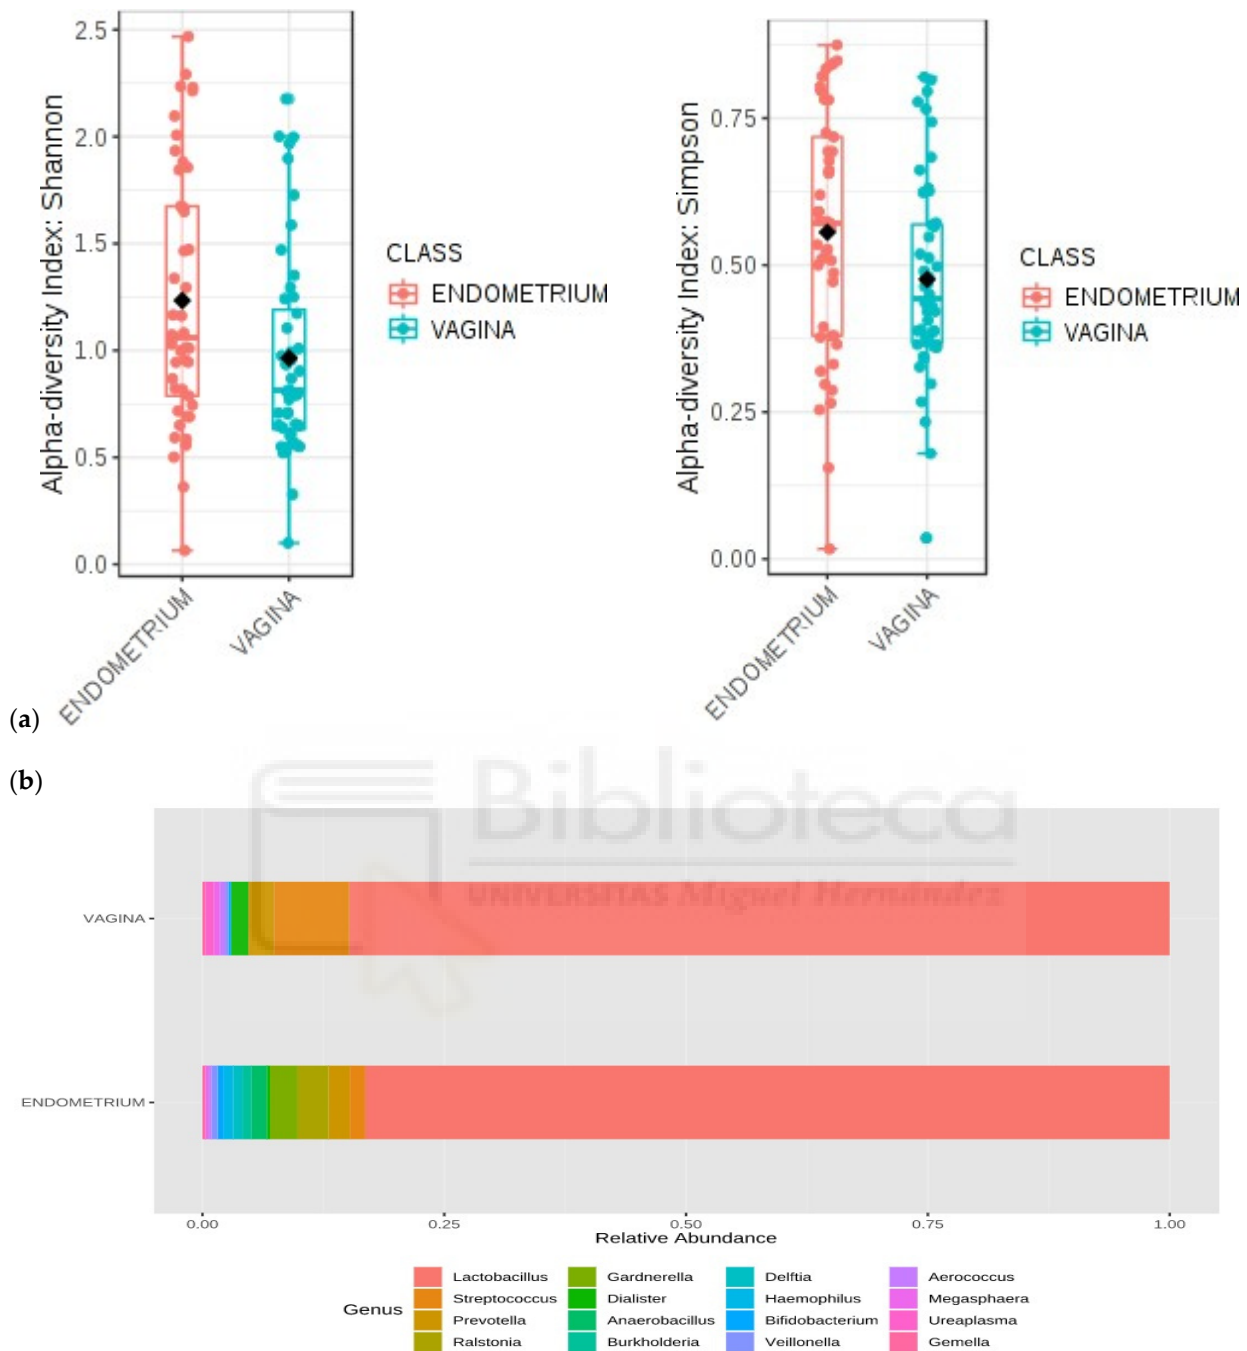 Alpha-diversity Index: Shannon
2.5
2.0
1.5
1.0
0.5
0.0
ENDOMETRIUM
VAGINA
CLASS
ENDOMETRIUM
VAGINA
Alpha-diversity Index: Simpson
0.75
0.50
0.25
0.00
ENDOMETRIUM
VAGINA
CLASS
ENDOMETRIUM
VAGINA
(a)
(b)
Biblioteca
UNIVERSITAS Miguel Hernández
VAGINA
ENDOMETRIUM
0.00 0.25 0.50 0.75 1.00
Relative Abundance
Genus
Lactobacillus Gardnerella Delftia Aerococcus
Streptococcus Dialister Haemophilus Megasphaera
Prevotella Anaerobacillus Bifidobacterium Ureaplasma
Ralstonia Burkholderia Veillonella Gemella